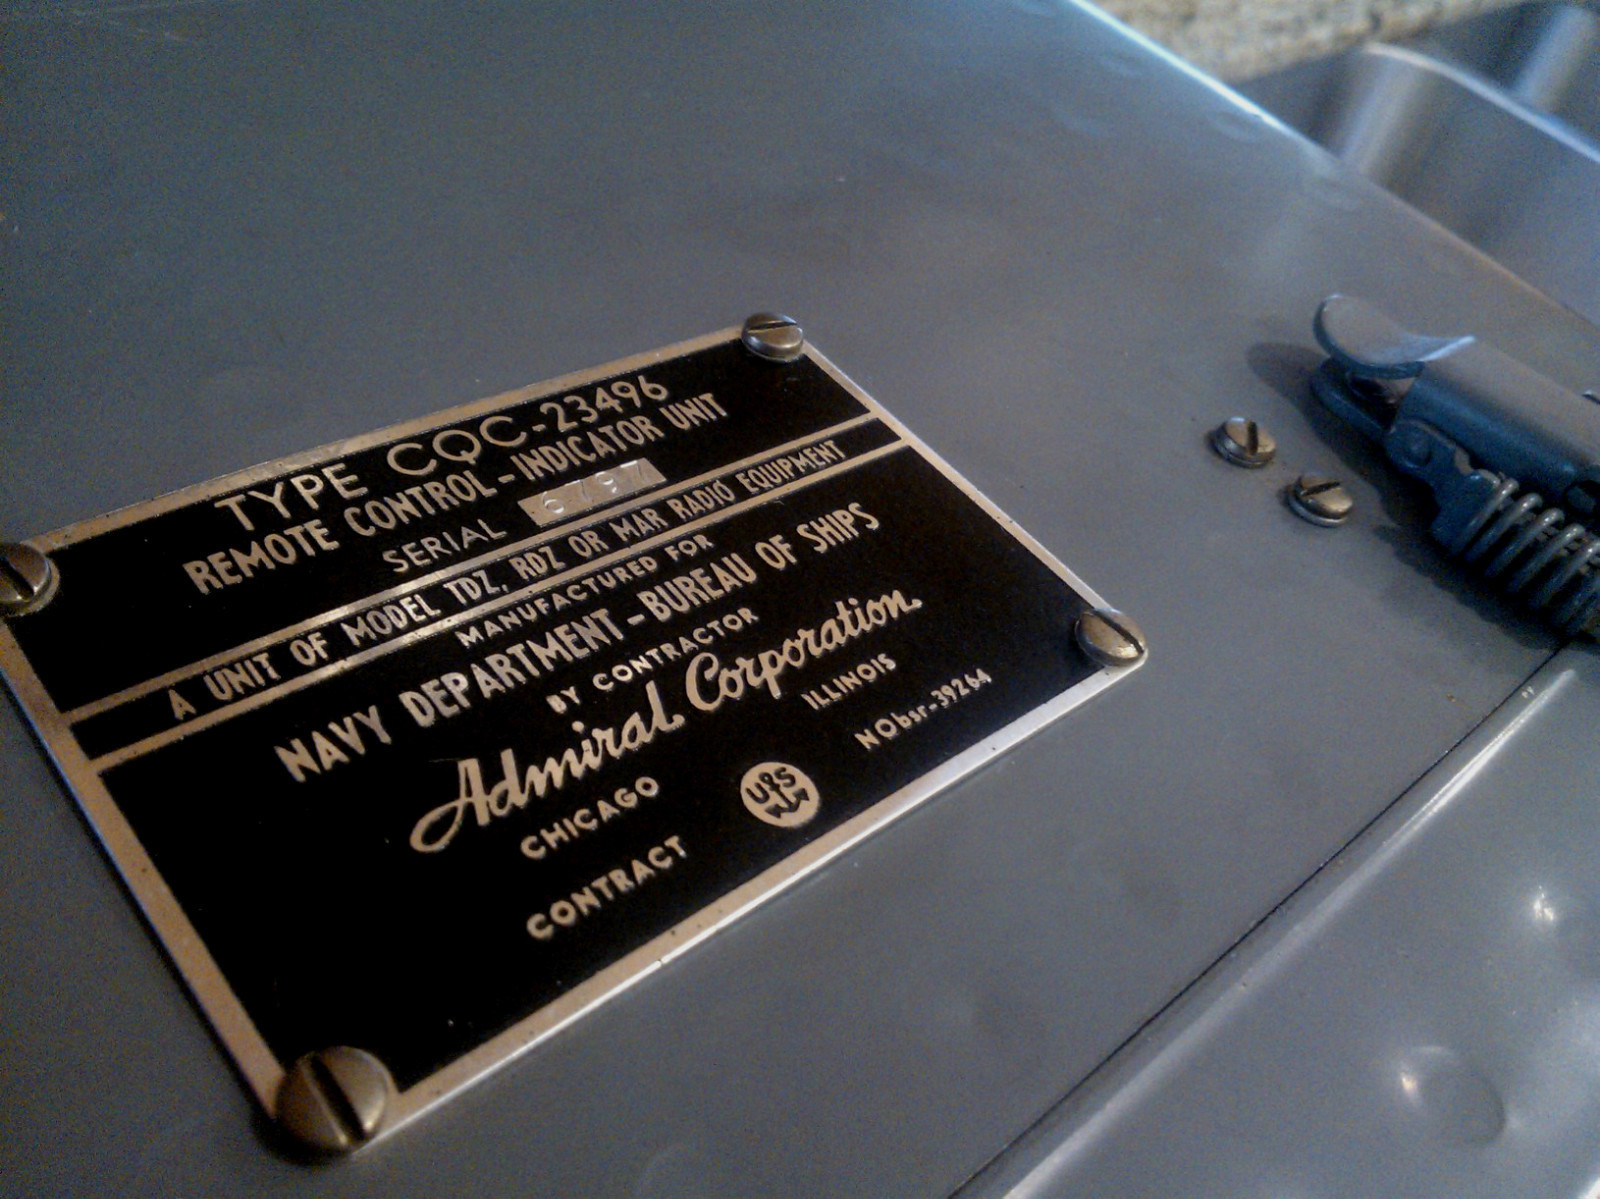 TYPE CQC-23496
REMOTE CONTROL-INDICATOR UNIT
SERIAL
A UNIT OF MODEL TDZ, RDZ OR MAR RADIO EQUIPMENT
MANUFACTURED FOR
NAVY DEPARTMENT-BUREAU OF SHIPS
BY CONTRACTOR
Admiral Corporation
CHICAGO ILLINOIS
CONTRACT NObsr-39264